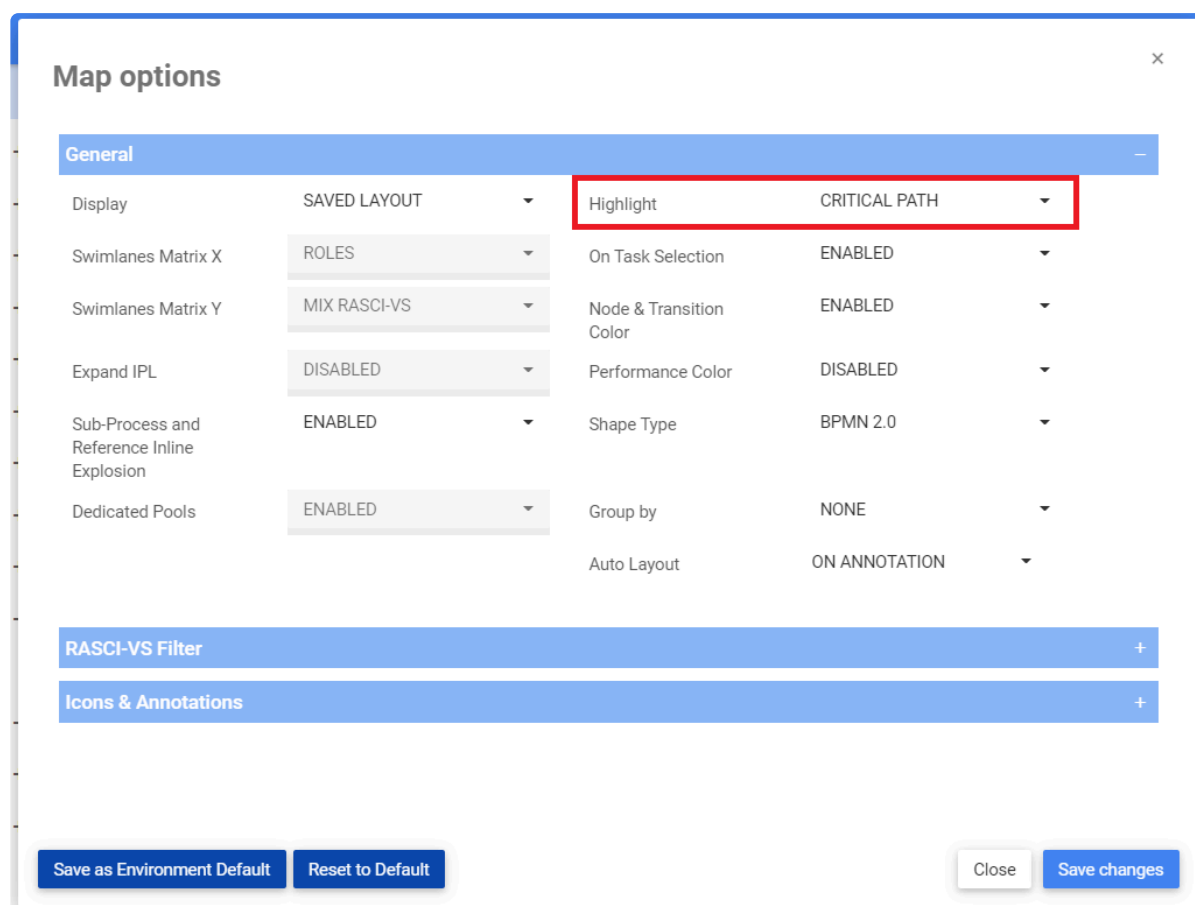 Map options
×
General
–
Display
SAVED LAYOUT
Highlight
CRITICAL PATH
Swimlanes Matrix X
ROLES
On Task Selection
ENABLED
Swimlanes Matrix Y
MIX RASCI-VS
Node & Transition
Color
ENABLED
Expand IPL
DISABLED
Performance Color
DISABLED
Sub-Process and
Reference Inline
Explosion
ENABLED
Shape Type
BPMN 2.0
Dedicated Pools
ENABLED
Group by
NONE
Auto Layout
ON ANNOTATION
RASCI-VS Filter
+
Icons & Annotations
+
Save as Environment Default
Reset to Default
Close
Save changes